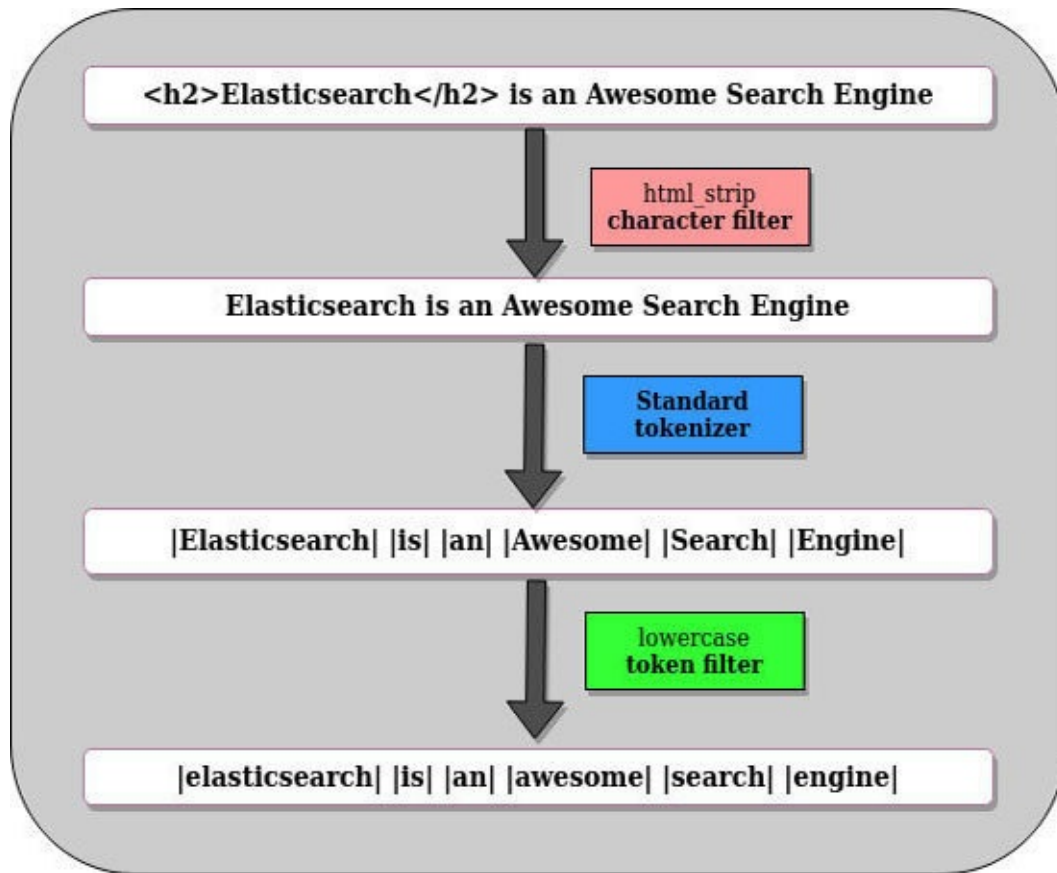 <h2>Elasticsearch</h2> is an Awesome Search Engine
html_strip
character filter
Elasticsearch is an Awesome Search Engine
Standard
tokenizer
|Elasticsearch| |is| |an| |Awesome| |Search| |Engine|
lowercase
token filter
|elasticsearch| |is| |an| |awesome| |search| |engine|